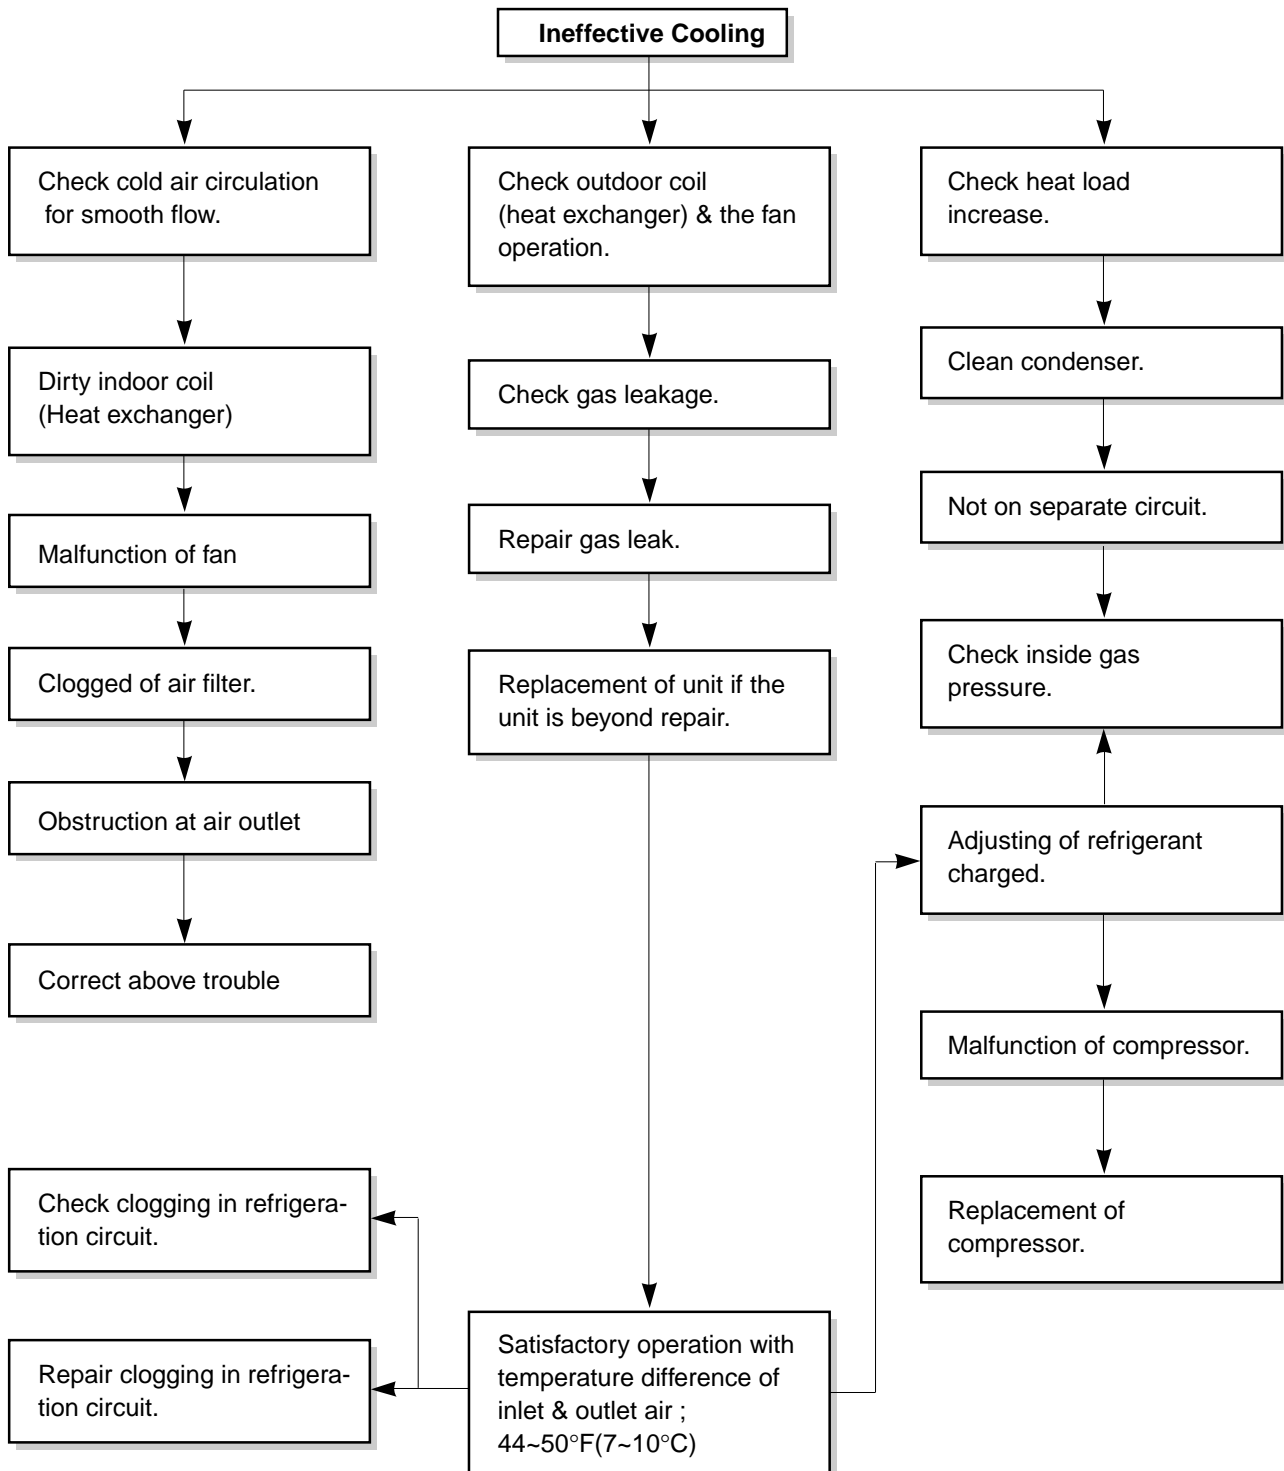 Ineffective Cooling
Check cold air circulation
for smooth flow.
Dirty indoor coil
(Heat exchanger)
Malfunction of fan
Clogged of air filter.
Obstruction at air outlet
Correct above trouble
Check outdoor coil
(heat exchanger) & the fan
operation.
Check gas leakage.
Repair gas leak.
Replacement of unit if the
unit is beyond repair.
Satisfactory operation with
temperature difference of
inlet & outlet air ;
44~50°F(7~10°C)
Check clogging in refrigera-
tion circuit.
Repair clogging in refrigera-
tion circuit.
Check heat load
increase.
Clean condenser.
Not on separate circuit.
Check inside gas
pressure.
Adjusting of refrigerant
charged.
Malfunction of compressor.
Replacement of
compressor.